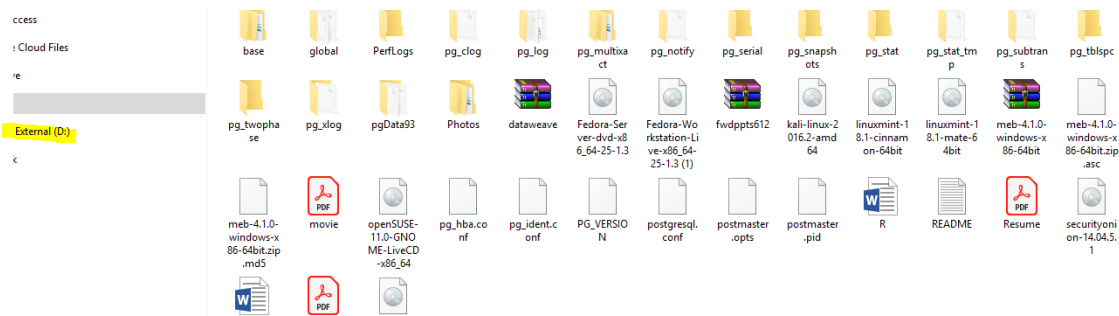 ccess
Cloud Files
External (D:)
base
global
PerfLogs
pg_clog
pg_log
pg_multixa
ct
pg_notify
pg_serial
pg_snapsh
ots
pg_stat
pg_stat_tm
p
pg_subtran
s
pg_tblspc
pg_twopha
se
pg_xlog
pgData93
Photos
dataweave
Fedora-Ser
ver-dvd-x8
6_64-25-1.3
Fedora-Wo
rkstation-Li
ve-x86_64-
25-1.3 (1)
fwdppts612
kali-linux-2
016.2-amd
64
linuxmint-1
8.1-cinnam
on-64bit
linuxmint-1
8.1-mate-6
4bit
meb-4.1.0-
windows-x
86-64bit
meb-4.1.0-
windows-x
86-64bit.zip
.asc
meb-4.1.0-
windows-x
86-64bit.zip
.md5
PDF
movie
openSUSE-
11.0-GNO
ME-LiveCD
-x86_64
pg_hba.co
nf
pg_ident.c
onf
PG_VERSIO
N
postgresql.
conf
postmaster
.opts
postmaster
.pid
W
R
README
PDF
Resume
securityoni
on-14.04.5.
1
W
PDF